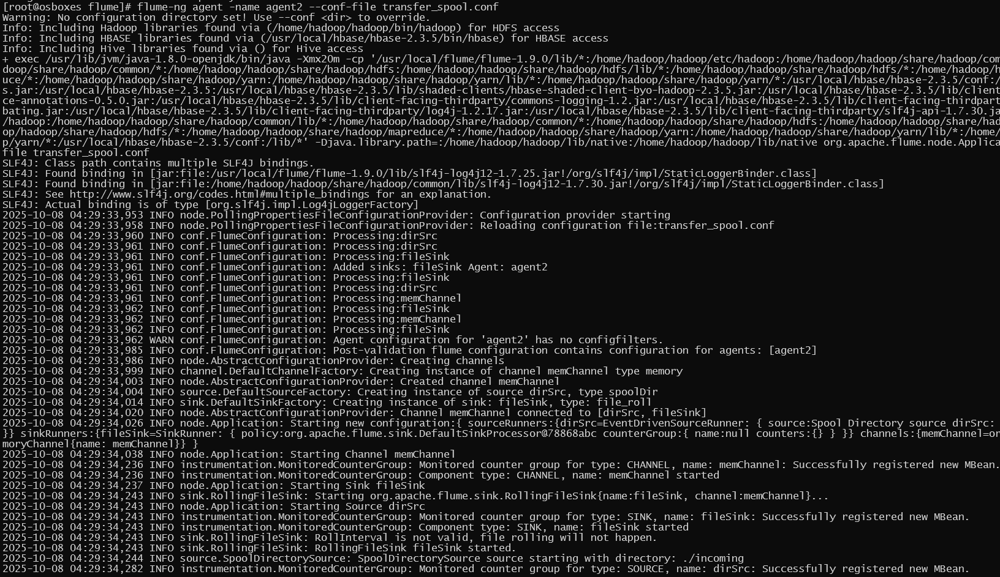 [root@osboxes flume]# flume-ng agent -name agent2 --conf-file transfer_spool.conf
Warning: No configuration directory set! Use --conf <dir> to override.
Info: Including Hadoop libraries found via (/home/hadoop/hadoop/bin/hadoop) for HDFS access
Info: Including HBASE libraries found via (/usr/local/hbase/hbase-2.3.5/bin/hbase) for HBASE access
Info: Including Hive libraries found via () for Hive access
+ exec /usr/lib/jvm/java-1.8.0-openjdk/bin/java -Xmx20m -cp '/usr/local/flume/flume-1.9.0/lib/*:/home/hadoop/hadoop/etc/hadoop:/home/hadoop/hadoop/share/hadoop/com
doop/share/hadoop/common/*:/home/hadoop/hadoop/share/hadoop/hdfs:/home/hadoop/hadoop/share/hadoop/hdfs/lib/*:/home/hadoop/hadoop/share/hadoop/hdfs/*:/home/hadoop/h
uce/*:/home/hadoop/hadoop/share/hadoop/yarn:/home/hadoop/hadoop/share/hadoop/yarn/lib/*:/home/hadoop/hadoop/share/hadoop/yarn/*:/usr/local/hbase/hbase-2.3.5/conf:/
s.jar:/usr/local/hbase/hbase-2.3.5:/usr/local/hbase/hbase-2.3.5/lib/shaded-clients/hbase-shaded-client-byo-hadoop-2.3.5.jar:/usr/local/hbase/hbase-2.3.5/lib/client
ce-annotations-0.5.0.jar:/usr/local/hbase/hbase-2.3.5/lib/client-facing-thirdparty/commons-logging-1.2.jar:/usr/local/hbase/hbase-2.3.5/lib/client-facing-thirdpart
bating.jar:/usr/local/hbase/hbase-2.3.5/lib/client-facing-thirdparty/log4j-1.2.17.jar:/usr/local/hbase/hbase-2.3.5/lib/client-facing-thirdparty/slf4j-api-1.7.30.ja
/hadoop:/home/hadoop/hadoop/share/hadoop/common/lib/*:/home/hadoop/hadoop/share/hadoop/common/*:/home/hadoop/hadoop/share/hadoop/hdfs:/home/hadoop/hadoop/share/had
op/hadoop/share/hadoop/hdfs/*:/home/hadoop/hadoop/share/hadoop/mapreduce/*:/home/hadoop/hadoop/share/hadoop/yarn:/home/hadoop/hadoop/share/hadoop/yarn/lib/*:/home/
p/yarn/*:/usr/local/hbase/hbase-2.3.5/conf:/lib/*' -Djava.library.path=:/home/hadoop/hadoop/lib/native:/home/hadoop/hadoop/lib/native org.apache.flume.node.Applica
file transfer_spool.conf
SLF4J: Class path contains multiple SLF4J bindings.
SLF4J: Found binding in [jar:file:/usr/local/flume/flume-1.9.0/lib/slf4j-log4j12-1.7.25.jar!/org/slf4j/impl/StaticLoggerBinder.class]
SLF4J: Found binding in [jar:file:/home/hadoop/hadoop/share/hadoop/common/lib/slf4j-log4j12-1.7.30.jar!/org/slf4j/impl/StaticLoggerBinder.class]
SLF4J: See http://www.slf4j.org/codes.html#multiple_bindings for an explanation.
SLF4J: Actual binding is of type [org.slf4j.impl.Log4jLoggerFactory]
2025-10-08 04:29:33,953 INFO node.PollingPropertiesFileConfigurationProvider: Configuration provider starting
2025-10-08 04:29:33,958 INFO node.PollingPropertiesFileConfigurationProvider: Reloading configuration file:transfer_spool.conf
2025-10-08 04:29:33,960 INFO conf.FlumeConfiguration: Processing:dirSrc
2025-10-08 04:29:33,961 INFO conf.FlumeConfiguration: Processing:dirSrc
2025-10-08 04:29:33,961 INFO conf.FlumeConfiguration: Processing:fileSink
2025-10-08 04:29:33,961 INFO conf.FlumeConfiguration: Added sinks: fileSink Agent: agent2
2025-10-08 04:29:33,961 INFO conf.FlumeConfiguration: Processing:fileSink
2025-10-08 04:29:33,961 INFO conf.FlumeConfiguration: Processing:dirSrc
2025-10-08 04:29:33,961 INFO conf.FlumeConfiguration: Processing:memChannel
2025-10-08 04:29:33,962 INFO conf.FlumeConfiguration: Processing:fileSink
2025-10-08 04:29:33,962 INFO conf.FlumeConfiguration: Processing:memChannel
2025-10-08 04:29:33,962 INFO conf.FlumeConfiguration: Processing:fileSink
2025-10-08 04:29:33,962 WARN conf.FlumeConfiguration: Agent configuration for 'agent2' has no configfilters.
2025-10-08 04:29:33,985 INFO conf.FlumeConfiguration: Post-validation flume configuration contains configuration for agents: [agent2]
2025-10-08 04:29:33,986 INFO node.AbstractConfigurationProvider: Creating channels
2025-10-08 04:29:33,999 INFO channel.DefaultChannelFactory: Creating instance of channel memChannel type memory
2025-10-08 04:29:34,003 INFO node.AbstractConfigurationProvider: Created channel memChannel
2025-10-08 04:29:34,004 INFO source.DefaultSourceFactory: Creating instance of source dirSrc, type spoolDir
2025-10-08 04:29:34,014 INFO sink.DefaultSinkFactory: Creating instance of sink: fileSink, type: file_roll
2025-10-08 04:29:34,020 INFO node.AbstractConfigurationProvider: Channel memChannel connected to [dirSrc, fileSink]
2025-10-08 04:29:34,026 INFO node.Application: Starting new configuration:{ sourceRunners:{dirSrc=EventDrivenSourceRunner: { source:Spool Directory source dirSrc:
}} sinkRunners:{fileSink=SinkRunner: { policy:org.apache.flume.sink.DefaultSinkProcessor@78868abc counterGroup:{ name:null counters:{} } }} channels:{memChannel=or
moryChannel{name: memChannel}} }
2025-10-08 04:29:34,038 INFO node.Application: Starting Channel memChannel
2025-10-08 04:29:34,236 INFO instrumentation.MonitoredCounterGroup: Monitored counter group for type: CHANNEL, name: memChannel: Successfully registered new MBean.
2025-10-08 04:29:34,236 INFO instrumentation.MonitoredCounterGroup: Component type: CHANNEL, name: memChannel started
2025-10-08 04:29:34,237 INFO node.Application: Starting Sink fileSink
2025-10-08 04:29:34,243 INFO sink.RollingFileSink: Starting org.apache.flume.sink.RollingFileSink{name:fileSink, channel:memChannel}...
2025-10-08 04:29:34,243 INFO node.Application: Starting Source dirSrc
2025-10-08 04:29:34,243 INFO instrumentation.MonitoredCounterGroup: Monitored counter group for type: SINK, name: fileSink: Successfully registered new MBean.
2025-10-08 04:29:34,243 INFO instrumentation.MonitoredCounterGroup: Component type: SINK, name: fileSink started
2025-10-08 04:29:34,243 INFO sink.RollingFileSink: RollInterval is not valid, file rolling will not happen.
2025-10-08 04:29:34,243 INFO sink.RollingFileSink: RollingFileSink fileSink started.
2025-10-08 04:29:34,244 INFO source.SpoolDirectorySource: SpoolDirectorySource source starting with directory: ./incoming
2025-10-08 04:29:34,282 INFO instrumentation.MonitoredCounterGroup: Monitored counter group for type: SOURCE, name: dirSrc: Successfully registered new MBean.